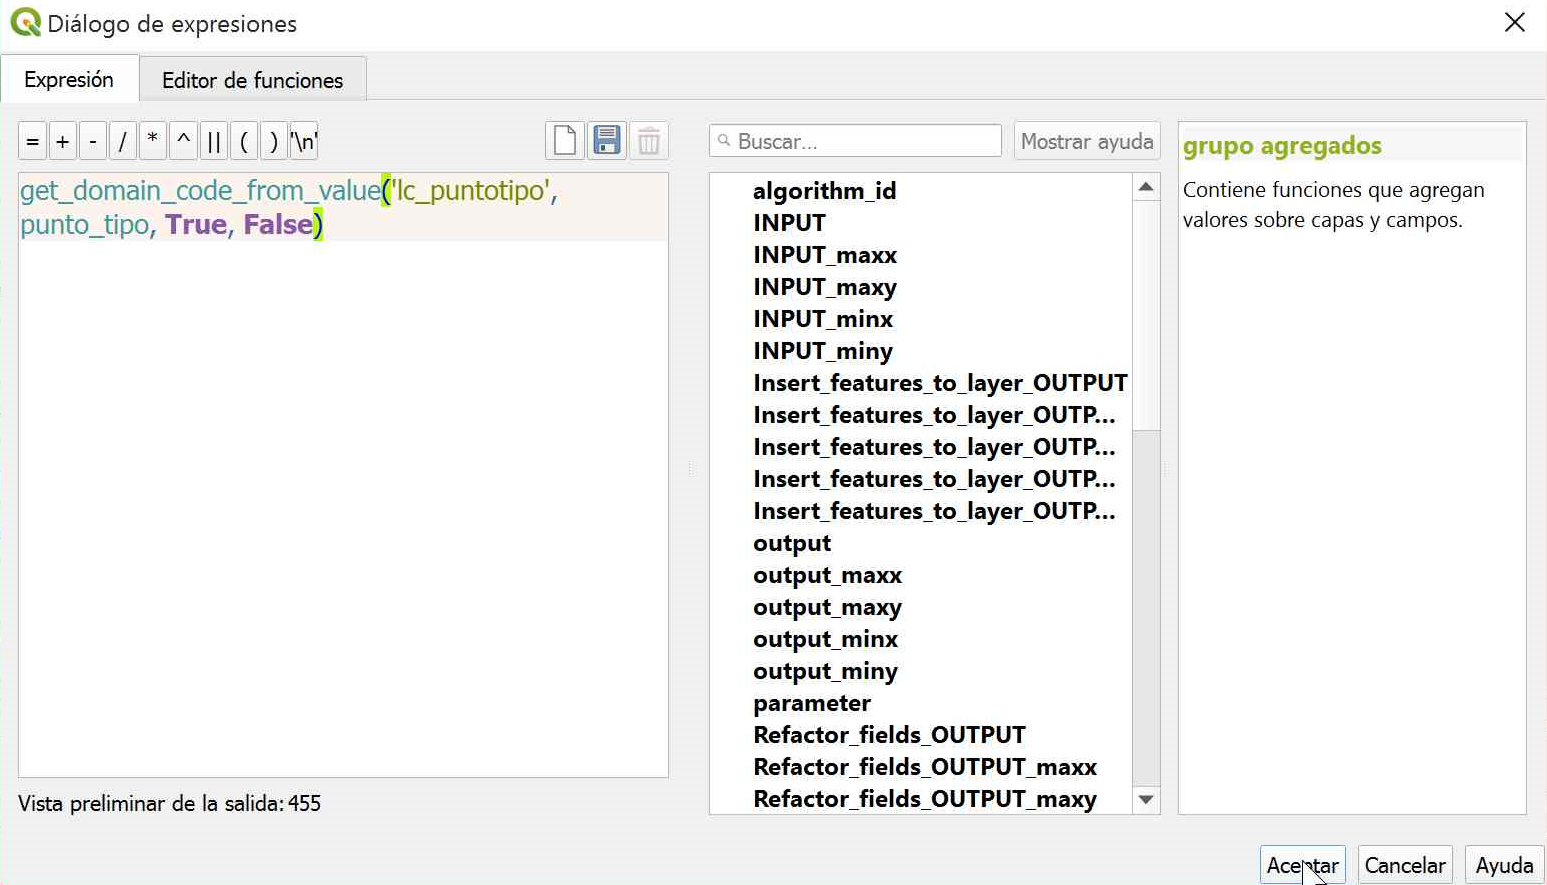 Diálogo de expresiones
Expresión
Editor de funciones
= + - / * ^ || ( ) '\n'
get_domain_code_from_value('lc_puntotipo',
punto_tipo, True, False)
Vista preliminar de la salida: 455
Buscar...
Mostrar ayuda
algorithm_id
INPUT
INPUT_maxx
INPUT_maxy
INPUT_minx
INPUT_miny
Insert_features_to_layer_OUTPUT
Insert_features_to_layer_OUTP...
Insert_features_to_layer_OUTP...
Insert_features_to_layer_OUTP...
Insert_features_to_layer_OUTP...
output
output_maxx
output_maxy
output_minx
output_miny
parameter
Refactor_fields_OUTPUT
Refactor_fields_OUTPUT_maxx
Refactor_fields_OUTPUT_maxy
grupo agregados
Contiene funciones que agregan
valores sobre capas y campos.
Aceptar
Cancelar
Ayuda